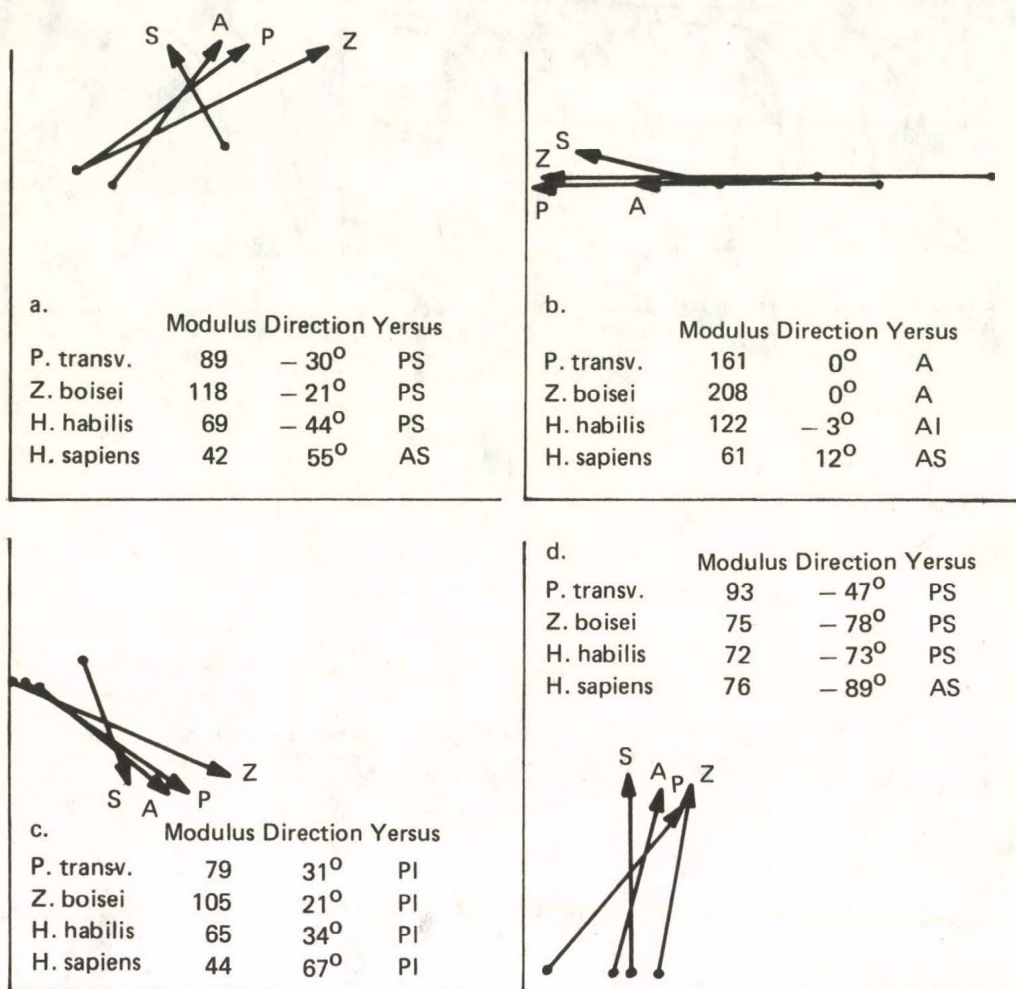 S A P Z
a.
Modulus Direction Yersus
P. transv. 89 – 30° PS
Z. boisei 118 – 21° PS
H. habilis 69 – 44° PS
H. sapiens 42 55° AS
Z S
P A
b.
Modulus Direction Yersus
P. transv. 161 0° A
Z. boisei 208 0° A
H. habilis 122 – 3° AI
H. sapiens 61 12° AS
S A P Z
c. Modulus Direction Yersus
P. transv. 79 31° PI
Z. boisei 105 21° PI
H. habilis 65 34° PI
H. sapiens 44 67° PI
d. Modulus Direction Yersus
P. transv. 93 – 47° PS
Z. boisei 75 – 78° PS
H. habilis 72 – 73° PS
H. sapiens 76 – 89° AS
S A P Z